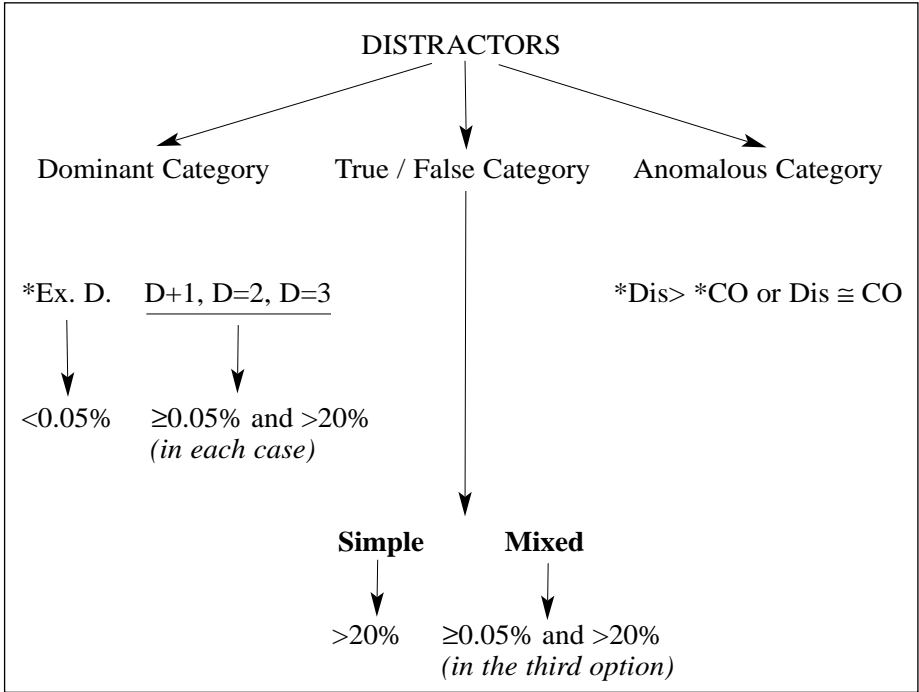 DISTRACTORS
Dominant Category True / False Category Anomalous Category
*Ex. D. D+1, D=2, D=3 *Dis> *CO or Dis ≅ CO
<0.05% ≥0.05% and >20%
(in each case)
Simple Mixed
>20% ≥0.05% and >20%
(in the third option)